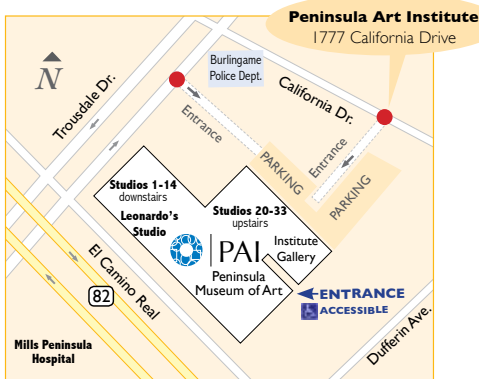 Peninsula Art Institute
1777 California Drive
N
Trousdale Dr.
Burlingame
Police Dept.
California Dr.
Entrance
Entrance
PARKING
PARKING
Studios 1-14
downstairs
Leonardo's
Studio
Studios 20-33
upstairs
PAI
Institute
Gallery
Peninsula
Museum of Art
El Camino Real
82
ENTRANCE
ACCESSIBLE
Mills Peninsula
Hospital
Dufferin Ave.